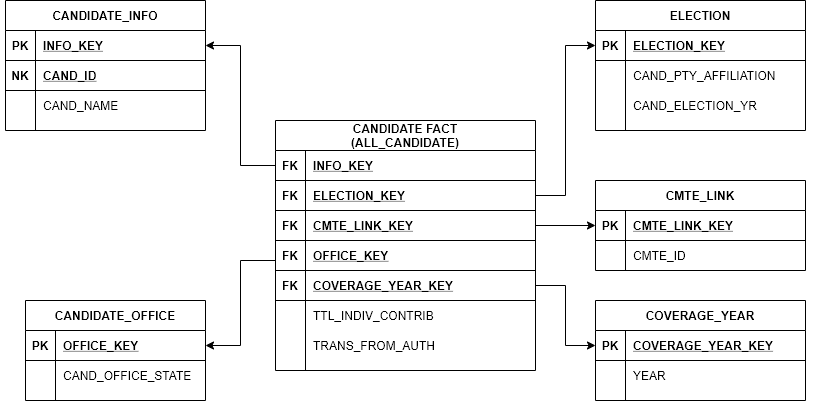 CANDIDATE_INFO
PK INFO_KEY
NK CAND_ID
CAND_NAME
ELECTION
PK ELECTION_KEY
CAND_PTY_AFFILIATION
CAND_ELECTION_YR
CANDIDATE FACT
(ALL_CANDIDATE)
FK INFO_KEY
FK ELECTION_KEY
FK CMTE_LINK_KEY
FK OFFICE_KEY
FK COVERAGE_YEAR_KEY
TTL_INDIV_CONTRIB
TRANS_FROM_AUTH
CMTE_LINK
PK CMTE_LINK_KEY
CMTE_ID
CANDIDATE_OFFICE
PK OFFICE_KEY
CAND_OFFICE_STATE
COVERAGE_YEAR
PK COVERAGE_YEAR_KEY
YEAR